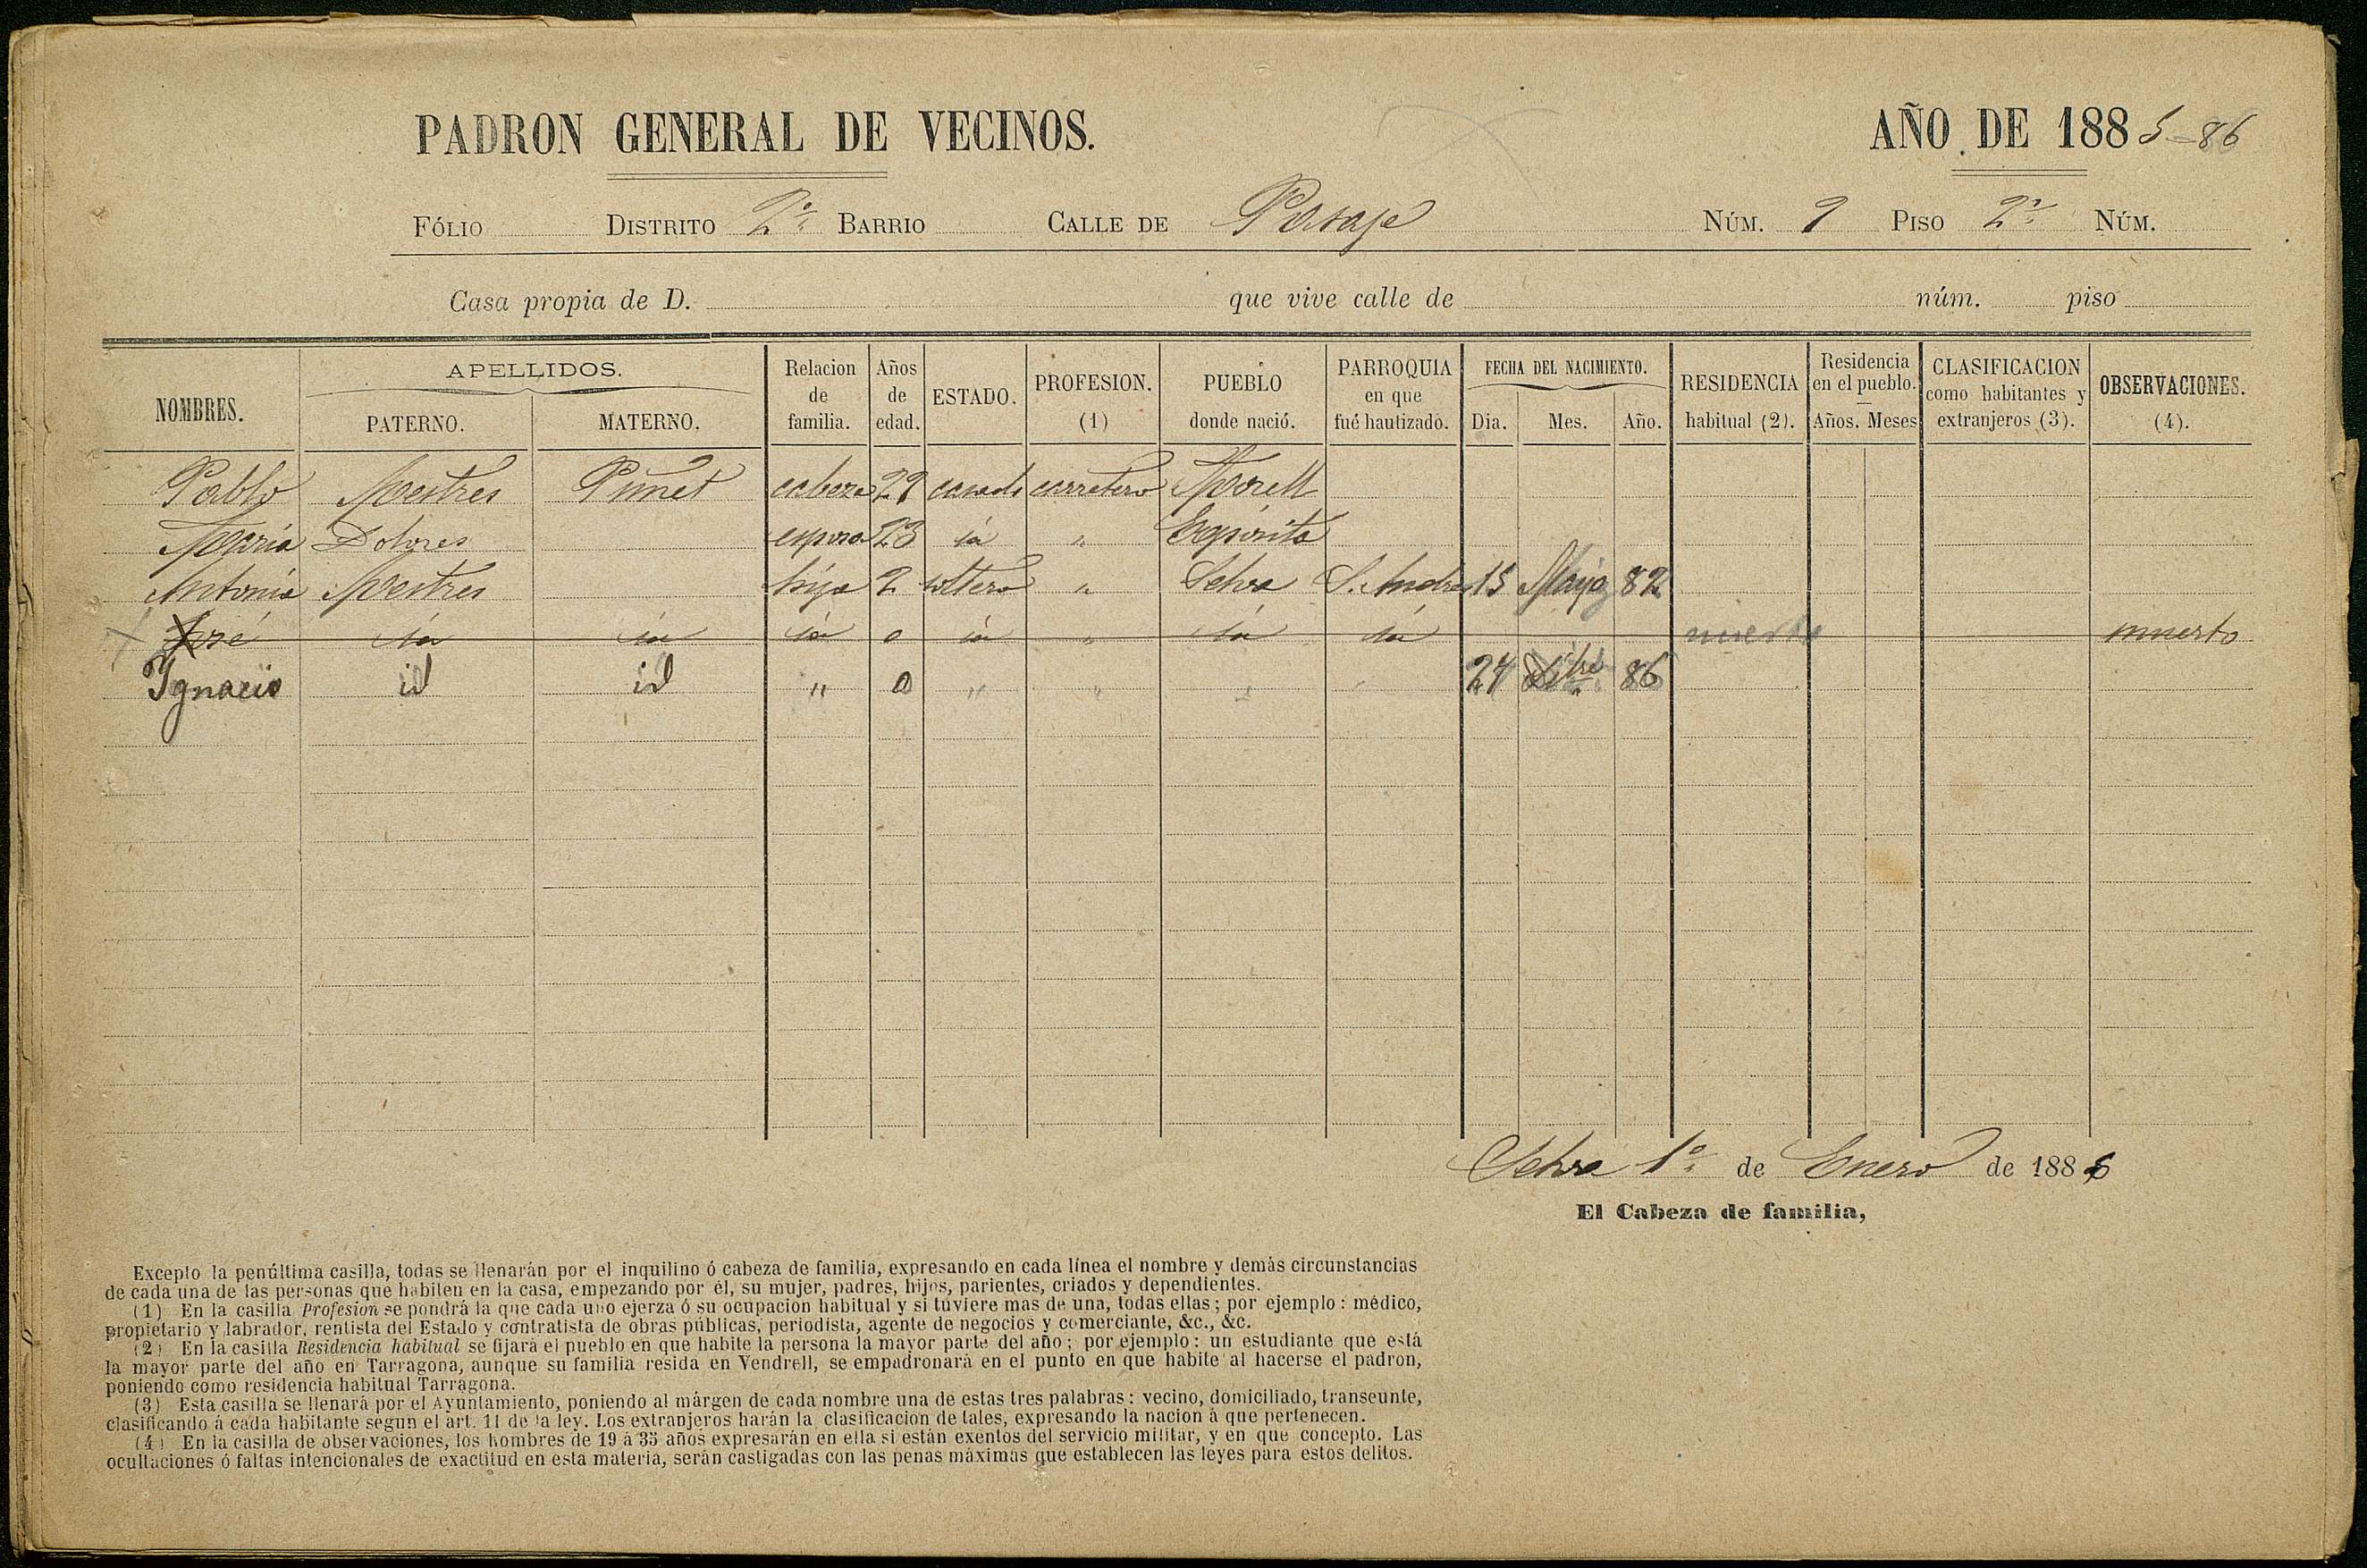 PADRON GENERAL DE VECINOS. AÑO DE 1885-86
FÓLIO DISTRITO 2º BARRIO CALLE DE Pasaje NÚM. 9 PISO 2º NÚM.
Casa propia de D. que vive calle de núm. piso
NOMBRES. APELLIDOS. PATERNO. MATERNO. Relacion de familia. Años de edad. ESTADO. PROFESION. (1) PUEBLO donde nació. PARROQUIA en que fué bautizado. FECHA DEL NACIMIENTO. Dia. Mes. Año. RESIDENCIA habitual (2). Residencia en el pueblo. Años. Meses CLASIFICACION como habitantes y extranjeros (3). OBSERVACIONES. (4).
Pablo Mestres Punet cabeza 29 casado carretero Morell
María Dolores esposa 23 id " Expósita
Antonio Mestres hijo 2 soltero " Selva S. Andres 15 Mayo 82
José id id id 0 id " id id muerto muerto
Ignacio id id " 0 " " " 24 86
Selva 1º de Enero de 1886
El Cabeza de familia,
Excepto la penúltima casilla, todas se llenarán por el inquilino ó cabeza de familia, expresando en cada línea el nombre y demás circunstancias
de cada una de las personas que habiten en la casa, empezando por él, su mujer, padres, hijos, parientes, criados y dependientes.
(1) En la casilla Profesion se pondrá la que cada uno ejerza ó su ocupacion habitual y si tuviere mas de una, todas ellas; por ejemplo: médico,
propietario y labrador, rentista del Estado y contratista de obras públicas, periodista, agente de negocios y comerciante, &c., &c.
(2) En la casilla Residencia habitual se fijará el pueblo en que habite la persona la mayor parte del año; por ejemplo: un estudiante que está
la mayor parte del año en Tarragona, aunque su familia resida en Vendrell, se empadronará en el punto en que habite al hacerse el padron,
poniendo como residencia habitual Tarragona.
(3) Esta casilla se llenará por el Ayuntamiento, poniendo al márgen de cada nombre una de estas tres palabras: vecino, domiciliado, transeunte,
clasificando á cada habitante segun el art. 11 de la ley. Los extranjeros harán la clasificacion de tales, expresando la nacion á que pertenecen.
(4) En la casilla de observaciones, los hombres de 19 á 35 años expresarán en ella si están exentos del servicio militar, y en que concepto. Las
ocultaciones ó faltas intencionales de exactitud en esta materia, serán castigadas con las penas máximas que establecen las leyes para estos delitos.